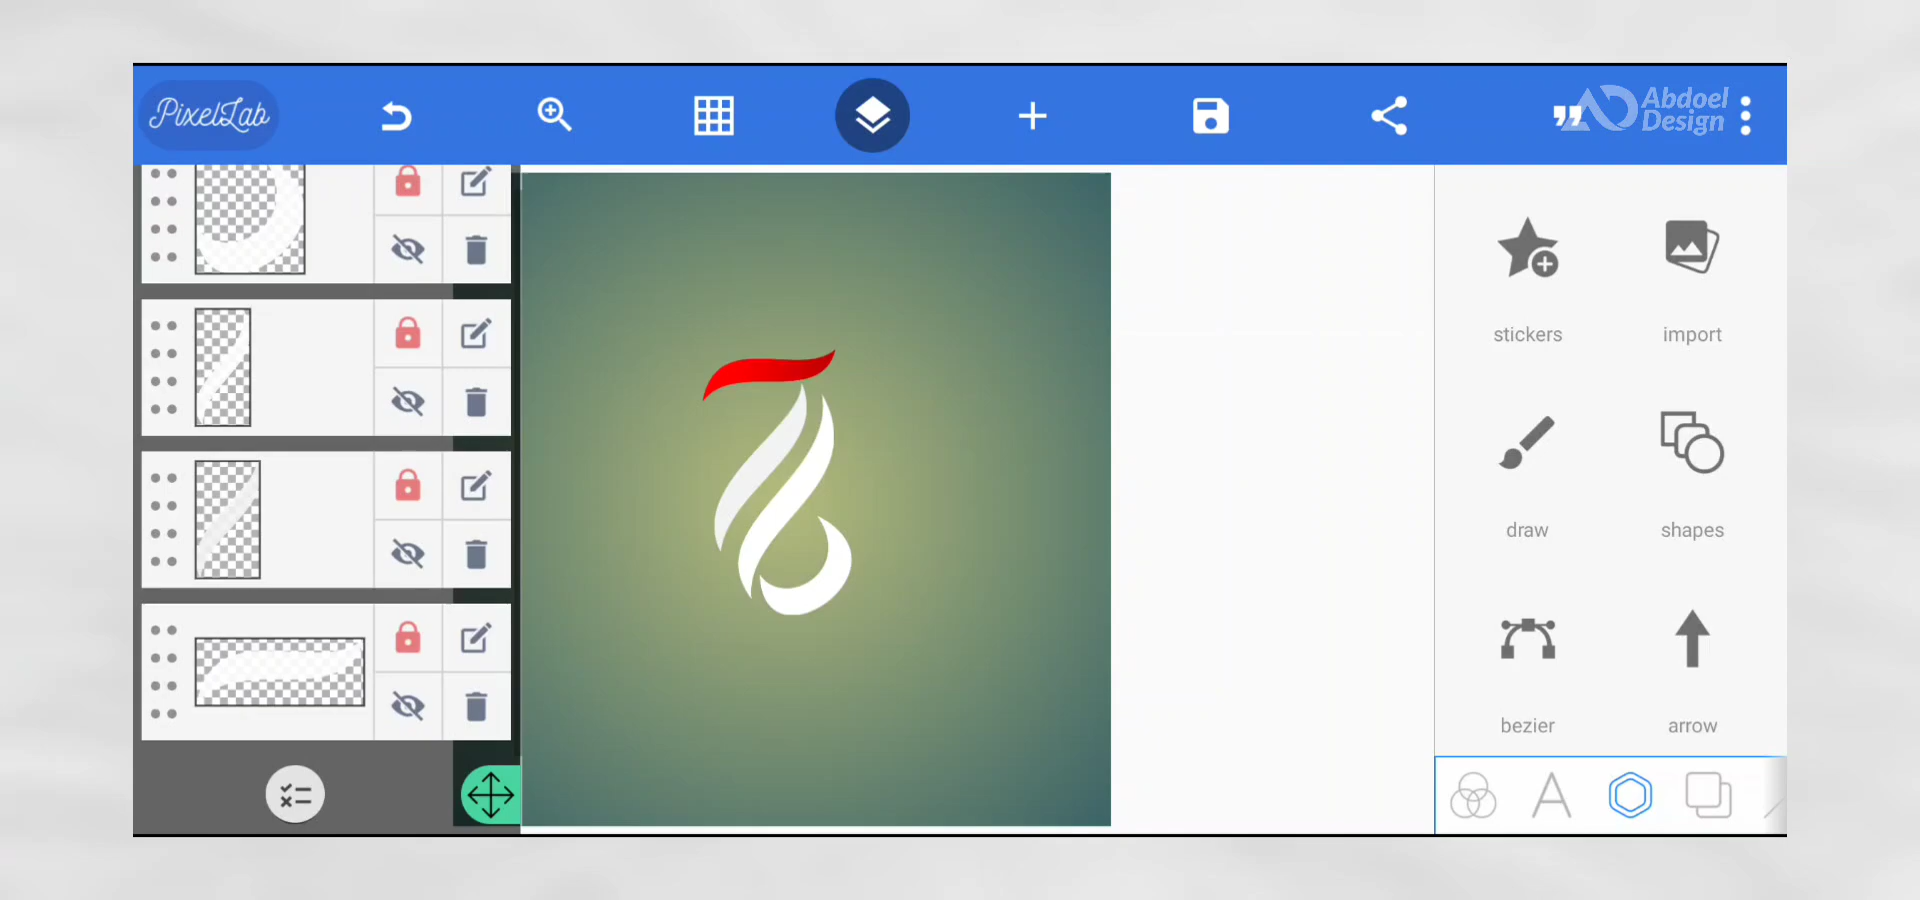 PixelLab
Abdoel
Design
stickers
import
draw
shapes
bezier
arrow